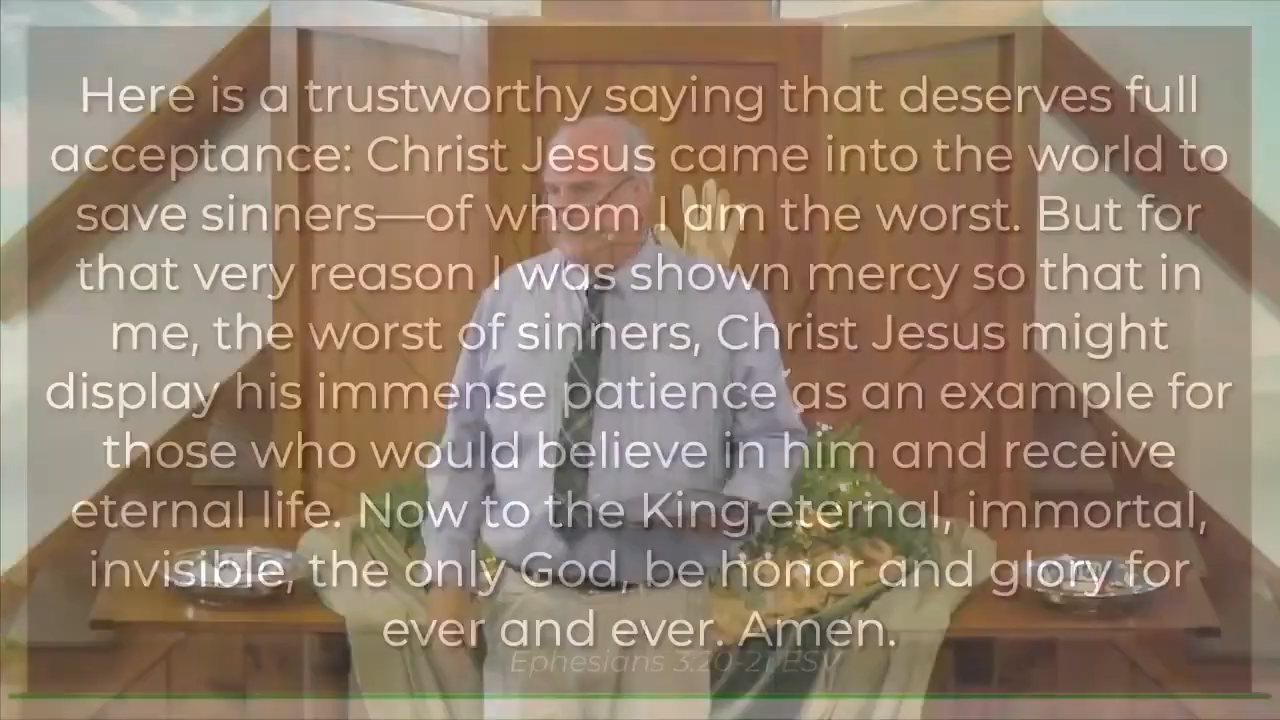 Here is a trustworthy saying that deserves full
acceptance: Christ Jesus came into the world to
save sinners—of whom I am the worst. But for
that very reason I was shown mercy so that in
me, the worst of sinners, Christ Jesus might
display his immense patience as an example for
those who would believe in him and receive
eternal life. Now to the King eternal, immortal,
invisible, the only God, be honor and glory for
ever and ever. Amen.
Ephesians 3:20-21 ESV